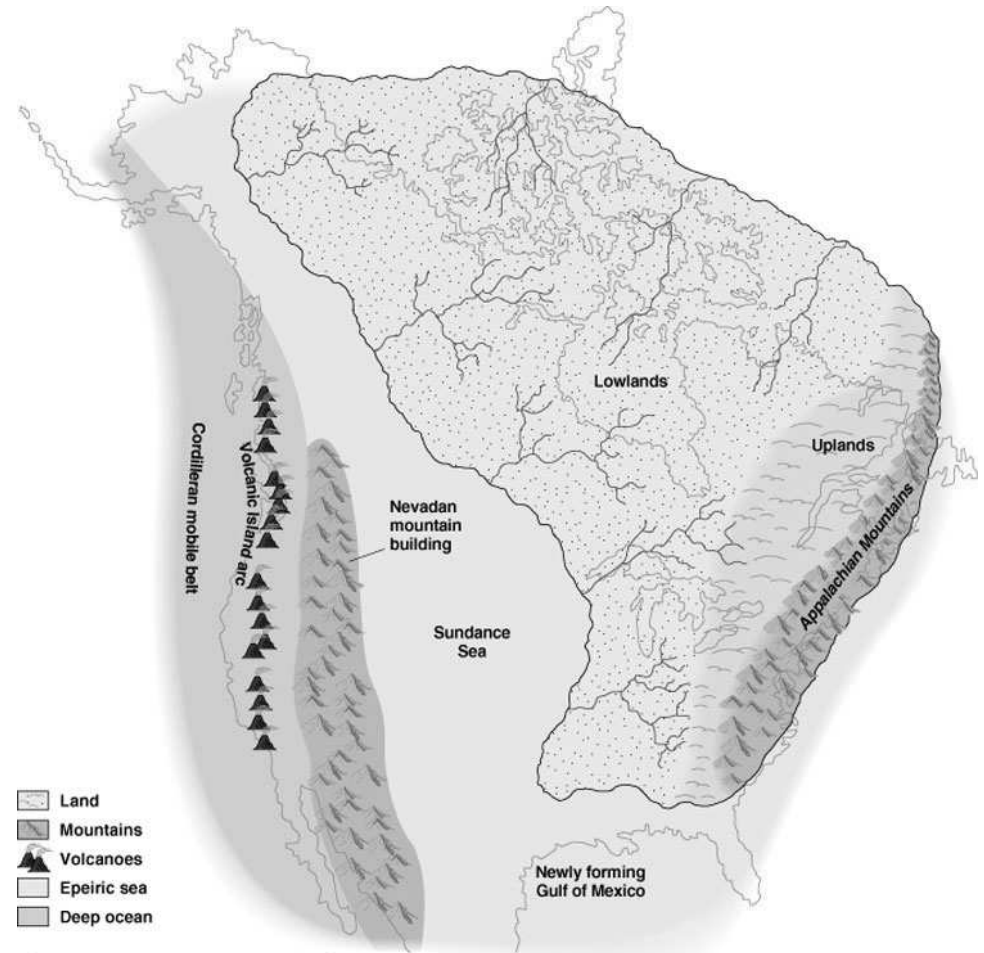 Lowlands
Uplands
Appalachian Mountains
Cordilleran mobile belt
Volcanic island arc
Nevadan
mountain
building
Sundance
Sea
Newly forming
Gulf of Mexico
Land
Mountains
Volcanoes
Epeiric sea
Deep ocean